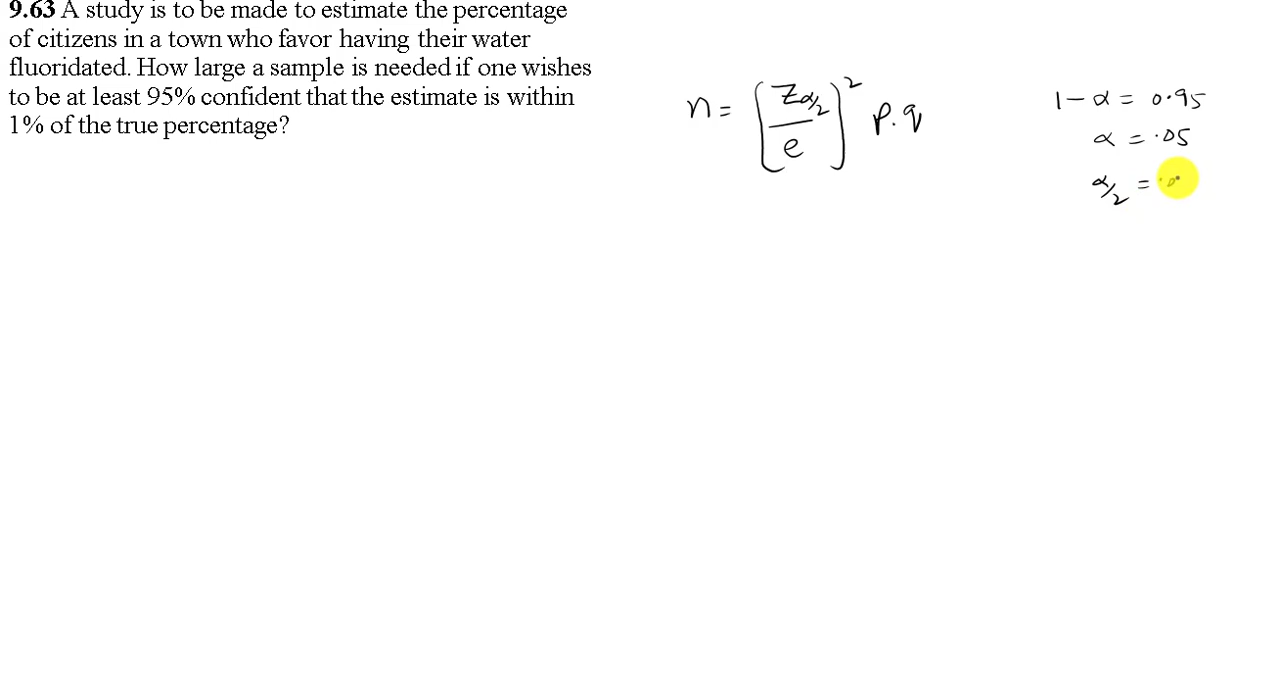 9.63 A study is to be made to estimate the percentage
of citizens in a town who favor having their water
fluoridated. How large a sample is needed if one wishes
to be at least 95% confident that the estimate is within
1% of the true percentage?
n = [Zα/2 / e]² p.q
1 - α = 0.95
α = .05
α/2 = .0